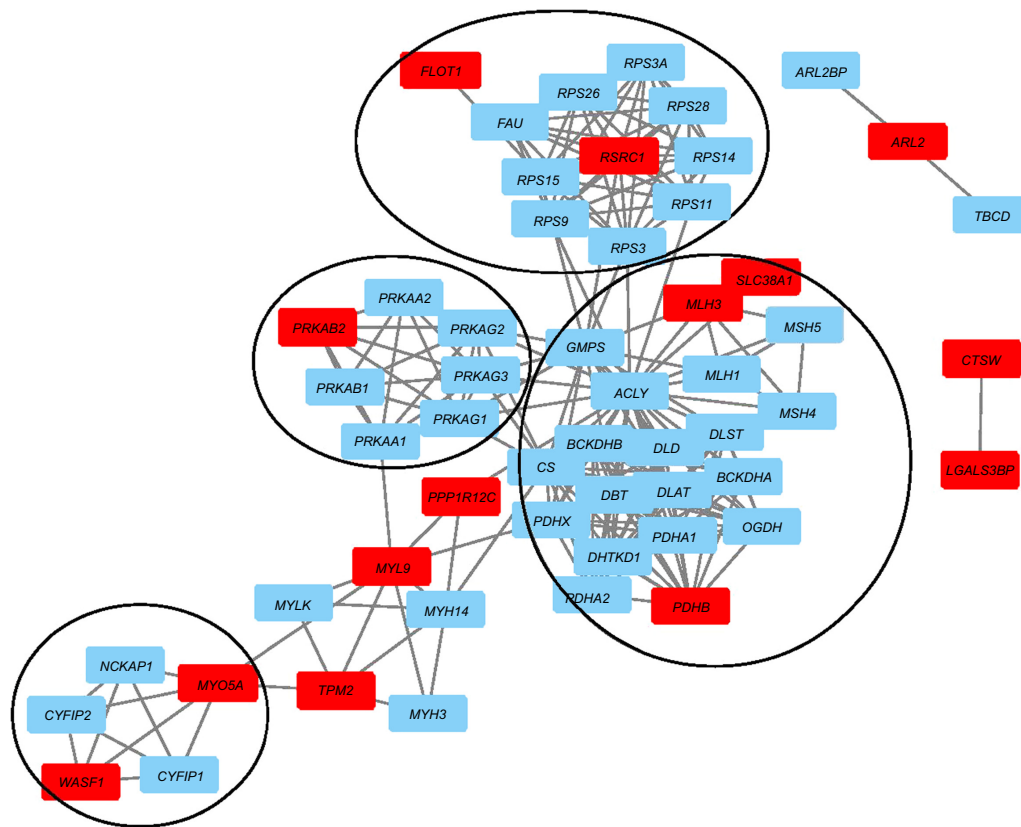 RPS3A
FLOT1
ARL2BP
RPS26
RPS28
FAU
ARL2
RSRC1
RPS14
RPS15
RPS11
RPS9
TBCD
RPS3
SLC38A1
PRKAA2
MLH3
PRKAB2
PRKAG2
MSH5
GMPS
CTSW
PRKAG3
MLH1
PRKAB1
ACLY
MSH4
PRKAG1
PRKAA1
DLST
BCKDHB
DLD
CS
LGALS3BP
BCKDHA
PPP1R12C
DBT
DLAT
PDHX
OGDH
PDHA1
DHTKD1
MYL9
PDHA2
MYLK
MYH14
PDHB
NCKAP1
MYO5A
TPM2
CYFIP2
MYH3
CYFIP1
WASF1